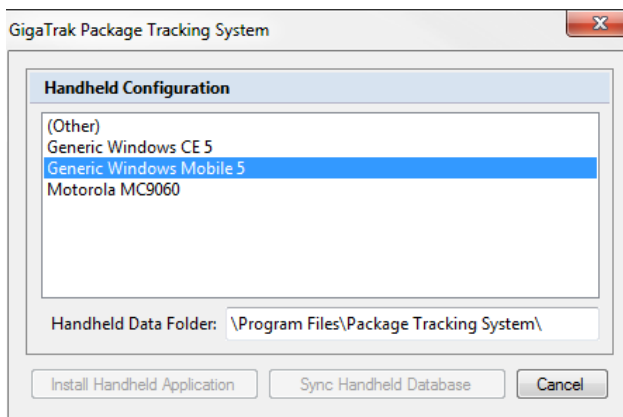 GigaTrak Package Tracking System
Handheld Configuration
(Other)
Generic Windows CE 5
Generic Windows Mobile 5
Motorola MC9060
Handheld Data Folder: \Program Files\Package Tracking System\
Install Handheld Application Sync Handheld Database Cancel